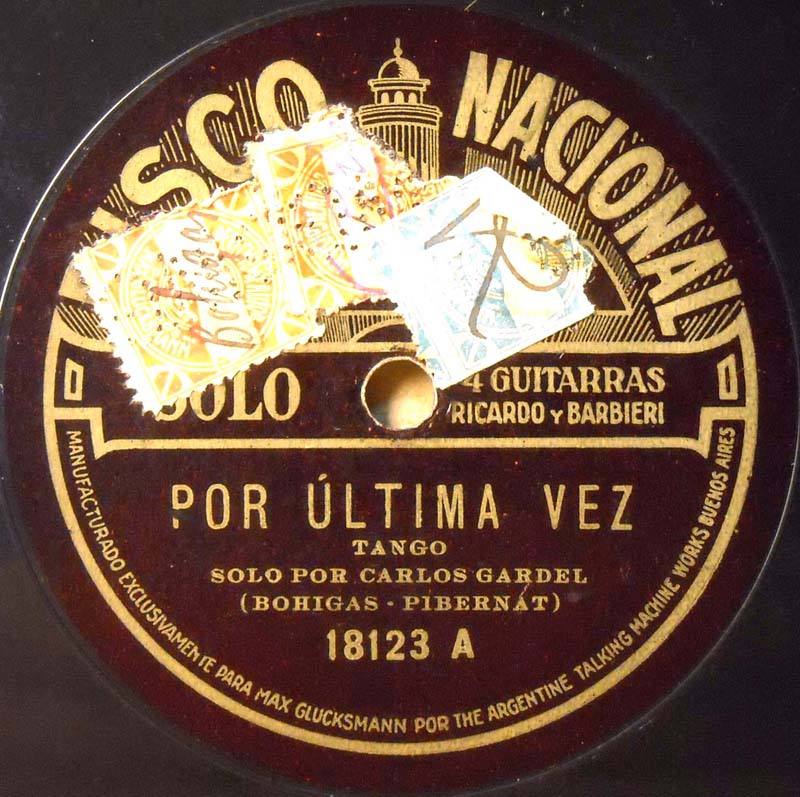 DISCO NACIONAL
SOLO
4 GUITARRAS
RICARDO Y BARBIERI
POR ÚLTIMA VEZ
TANGO
SOLO POR CARLOS GARDEL
(BOHIGAS - PIBERNAT)
18123 A
MANUFACTURADO EXCLUSIVAMENTE PARA MAX GLUCKSMANN POR THE ARGENTINE TALKING MACHINE WORKS BUENOS AIRES